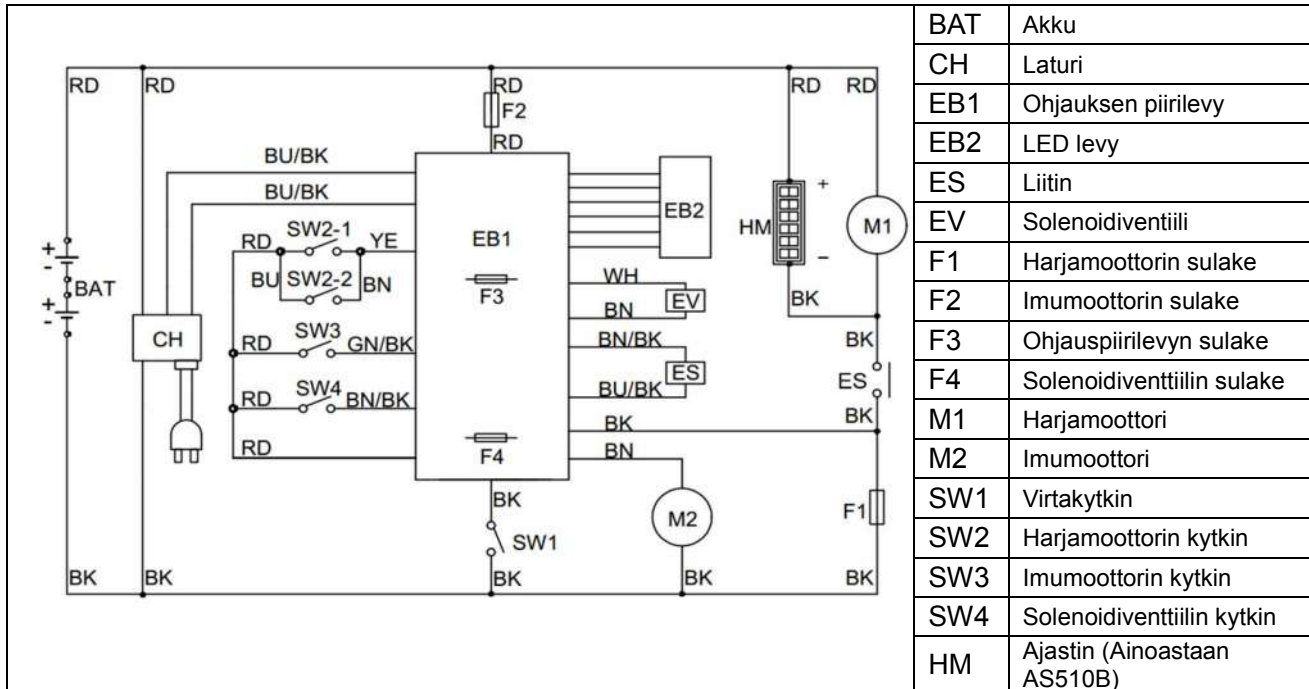 RD RD RD RD RD
F2
RD
BU/BK
BU/BK
SW2-1
RD YE
BU SW2-2 BN
EB1
EB2
HM + -
M1
F3
WH
EV
BN
BK
+
-
BAT
+
-
CH
SW3
RD GN/BK
BN/BK
ES
BU/BK
BK
ES
BK
SW4
RD BN/BK
RD
F4
BK
BN
M2
F1
BK
SW1
BK BK BK BK BK
BAT Akku
CH Laturi
EB1 Ohjauksen piirilevy
EB2 LED levy
ES Liitin
EV Solenoidiventiili
F1 Harjamoottorin sulake
F2 Imumoottorin sulake
F3 Ohjauspiirilevyn sulake
F4 Solenoidiventtiilin sulake
M1 Harjamoottori
M2 Imumoottori
SW1 Virtakytkin
SW2 Harjamoottorin kytkin
SW3 Imumoottorin kytkin
SW4 Solenoidiventtiilin kytkin
HM Ajastin (Ainoastaan
AS510B)